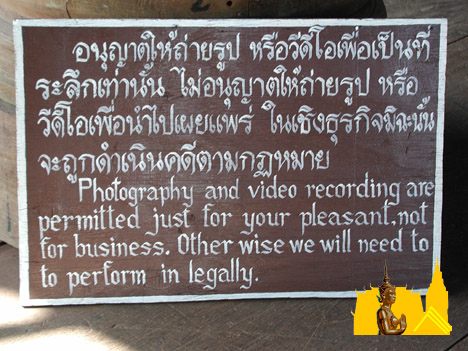 อนุญาตให้ถ่ายรูป หรือวีดีโอเพื่อเป็นที่
ระลึกเท่านั้น ไม่อนุญาตให้ถ่ายรูป หรือ
วีดีโอเพื่อนำไปเผยแพร่ ในเชิงธุรกิจมิฉะนั้น
จะถูกดำเนินคดีตามกฎหมาย
Photography and video recording are
permitted just for your pleasant.not
for business. Other wise we will need to
to perform in legally.